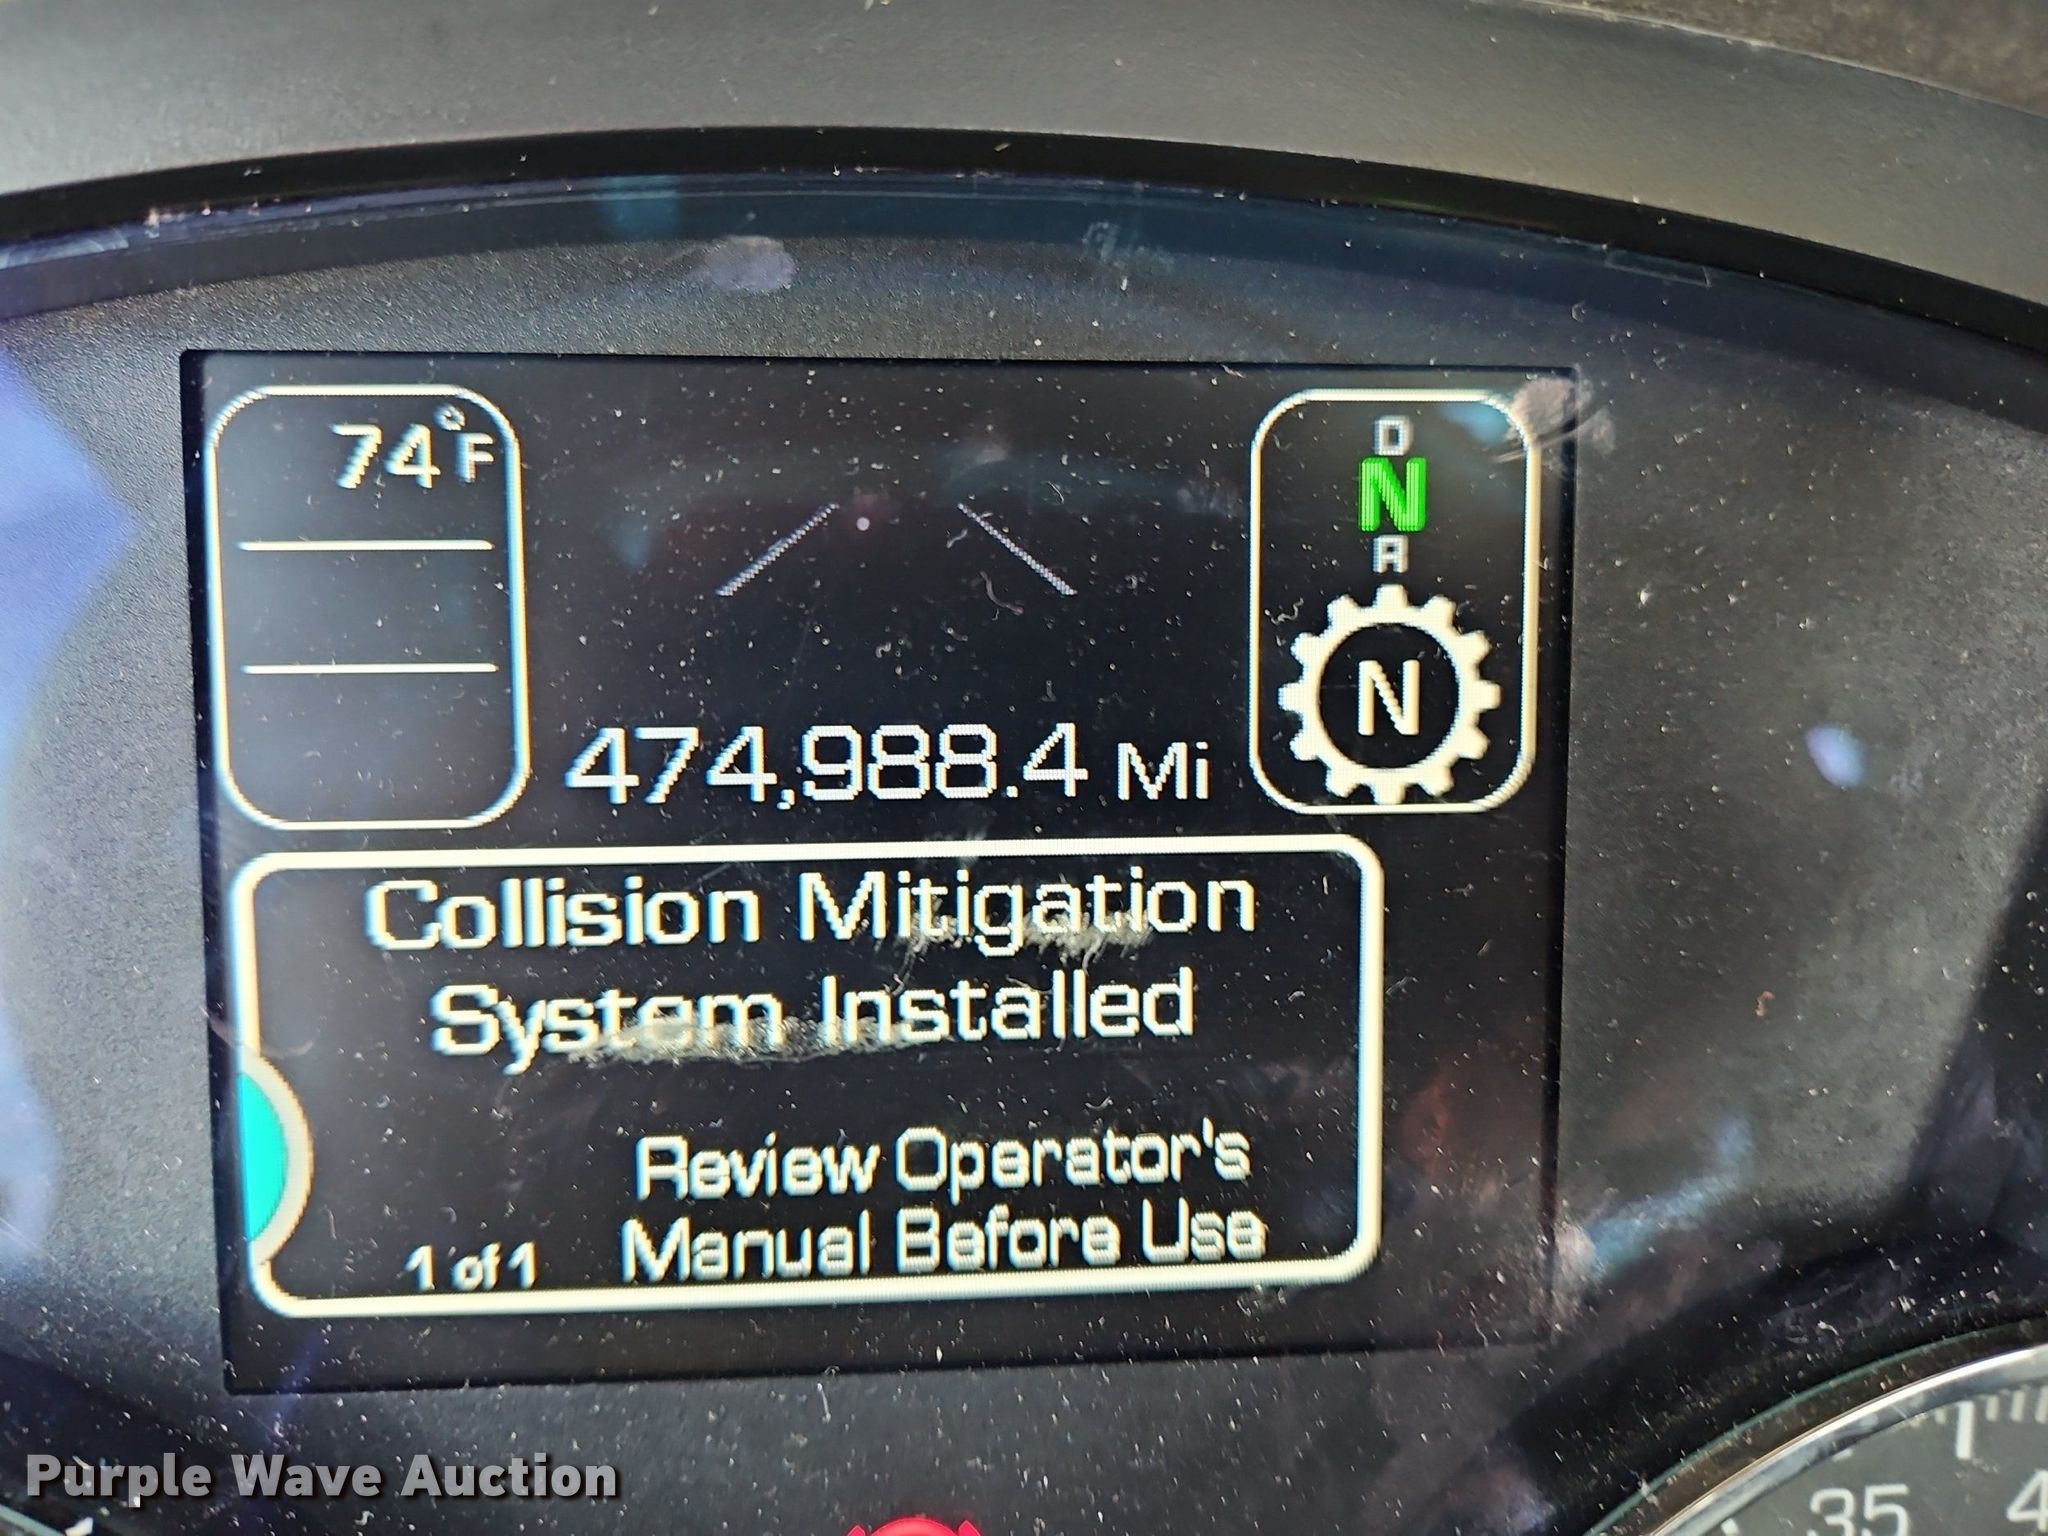 74°F
D
N
R
N
474,988.4 Mi
Collision Mitigation
System Installed
Review Operator's
1 of 1 Manual Before Use
Purple Wave Auction
35